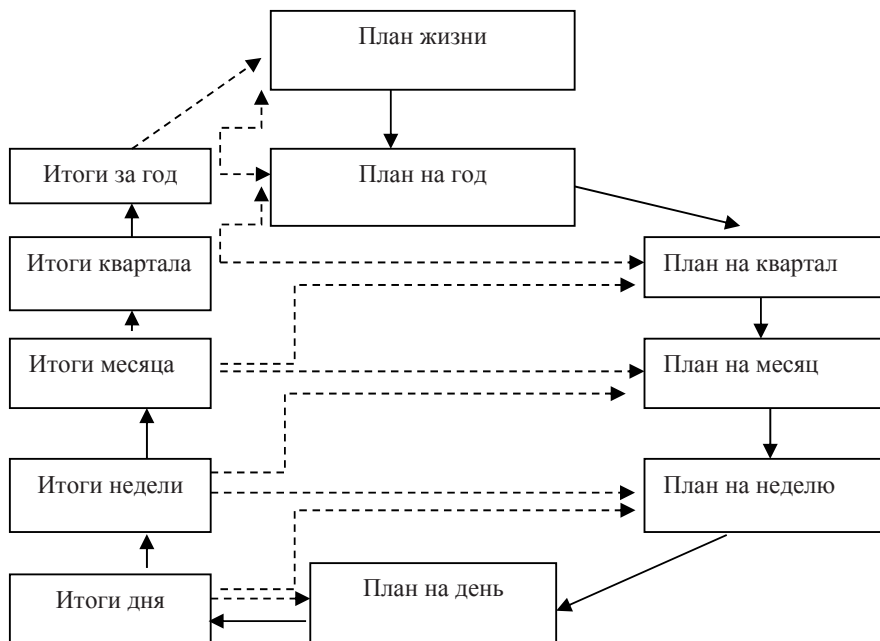 План жизни
Итоги за год
План на год
Итоги квартала
План на квартал
Итоги месяца
План на месяц
Итоги недели
План на неделю
Итоги дня
План на день